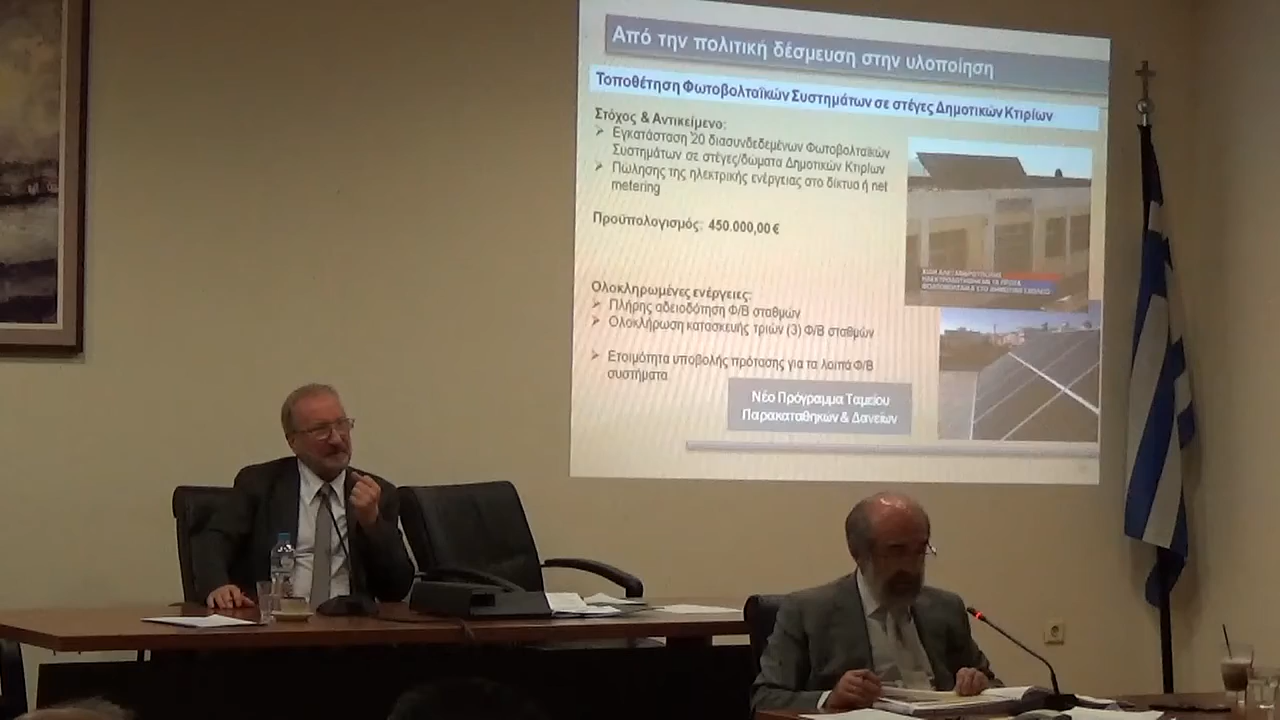 Από την πολιτική δέσμευση στην υλοποίηση
Τοποθέτηση Φωτοβολταϊκών Συστημάτων σε στέγες Δημοτικών Κτιρίων
Στόχος & Αντικείμενο:
➢ Εγκατάσταση 20 διασυνδεδεμένων Φωτοβολταϊκών
Συστημάτων σε στέγες/δώματα Δημοτικών Κτιρίων
➢ Πώλησης της ηλεκτρικής ενέργειας στο δίκτυο ή net
metering
Προϋπολογισμός: 450.000,00 €
Ολοκληρωμένες ενέργειες:
➢ Πλήρης αδειοδότηση Φ/Β σταθμών
➢ Ολοκλήρωση κατασκευής τριών (3) Φ/Β σταθμών
➢ Ετοιμότητα υποβολής πρότασης για τα λοιπά Φ/Β
συστήματα
Νέο Πρόγραμμα Ταμείου
Παρακαταθηκών & Δανείων